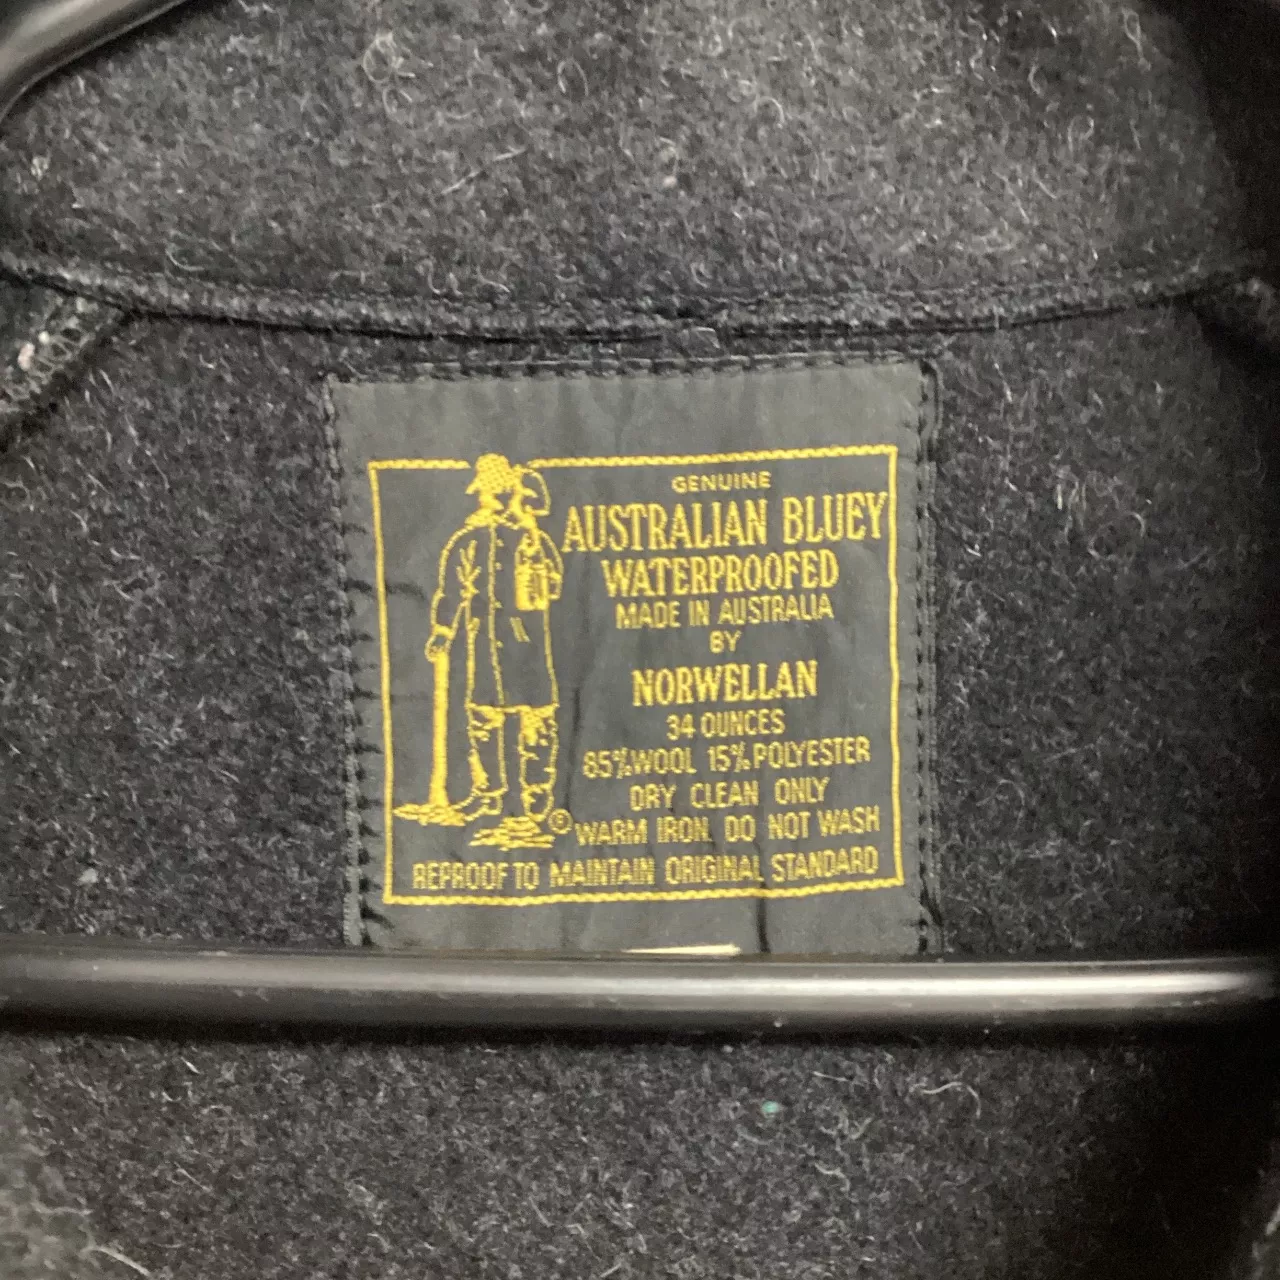 GENUINE
AUSTRALIAN BLUEY
WATERPROOFED
MADE IN AUSTRALIA
BY
NORWELLAN
34 OUNCES
85% WOOL 15% POLYESTER
DRY CLEAN ONLY
® WARM IRON. DO NOT WASH
REPROOF TO MAINTAIN ORIGINAL STANDARD